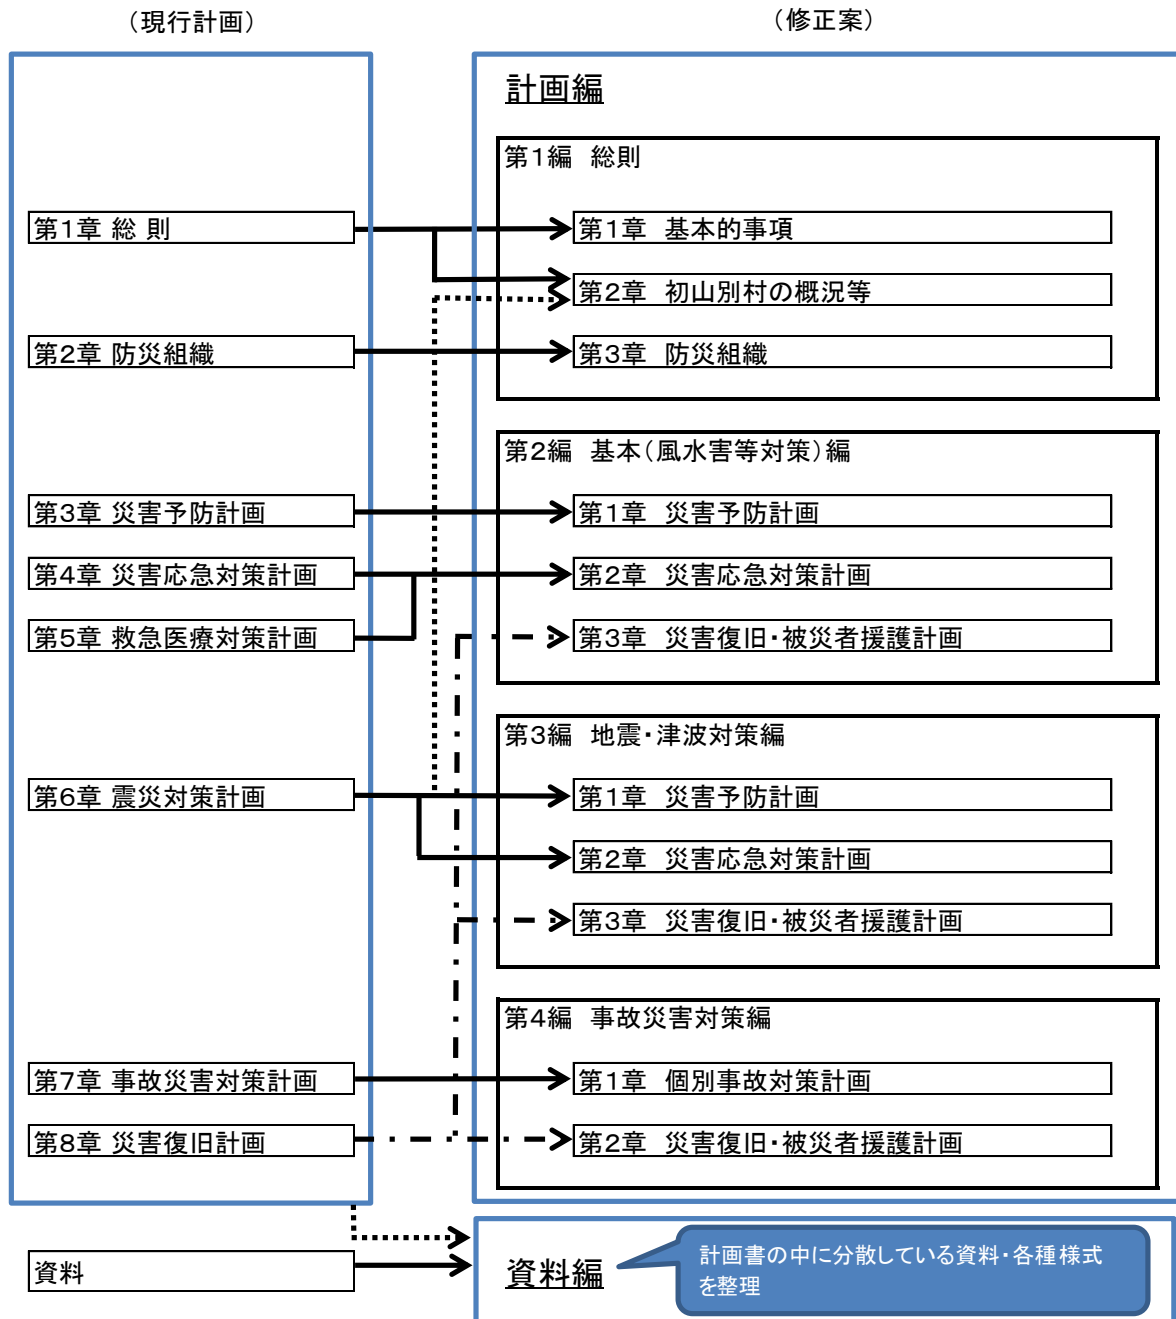 （現行計画）
（修正案）
第１章 総 則
第２章 防災組織
第３章 災害予防計画
第４章 災害応急対策計画
第５章 救急医療対策計画
第６章 震災対策計画
第７章 事故災害対策計画
第８章 災害復旧計画
資料
計画編
第１編　総則
第１章　基本的事項
第２章　初山別村の概況等
第３章　防災組織
第２編　基本（風水害等対策）編
第１章　災害予防計画
第２章　災害応急対策計画
第３章　災害復旧・被災者援護計画
第３編　地震・津波対策編
第１章　災害予防計画
第２章　災害応急対策計画
第３章　災害復旧・被災者援護計画
第４編　事故災害対策編
第１章　個別事故対策計画
第２章　災害復旧・被災者援護計画
資料編
計画書の中に分散している資料・各種様式
を整理